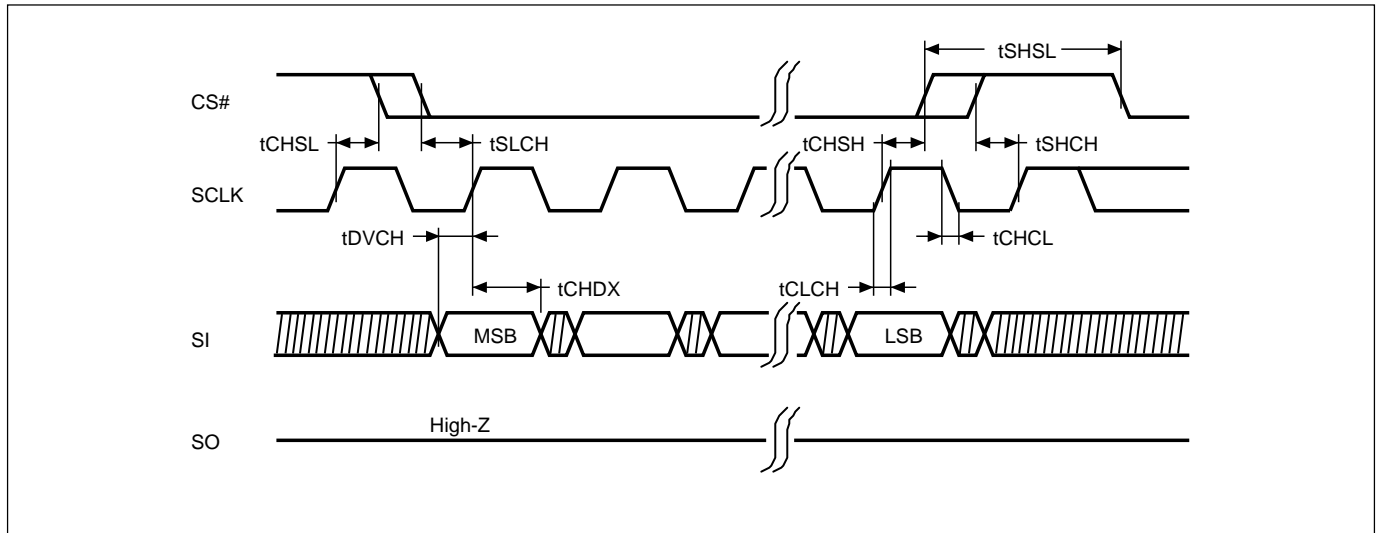 tSHSL
CS#
tCHSL
tSLCH
tCHSH
tSHCH
SCLK
tDVCH
tCHCL
tCHDX
tCLCH
SI
MSB
LSB
High-Z
SO